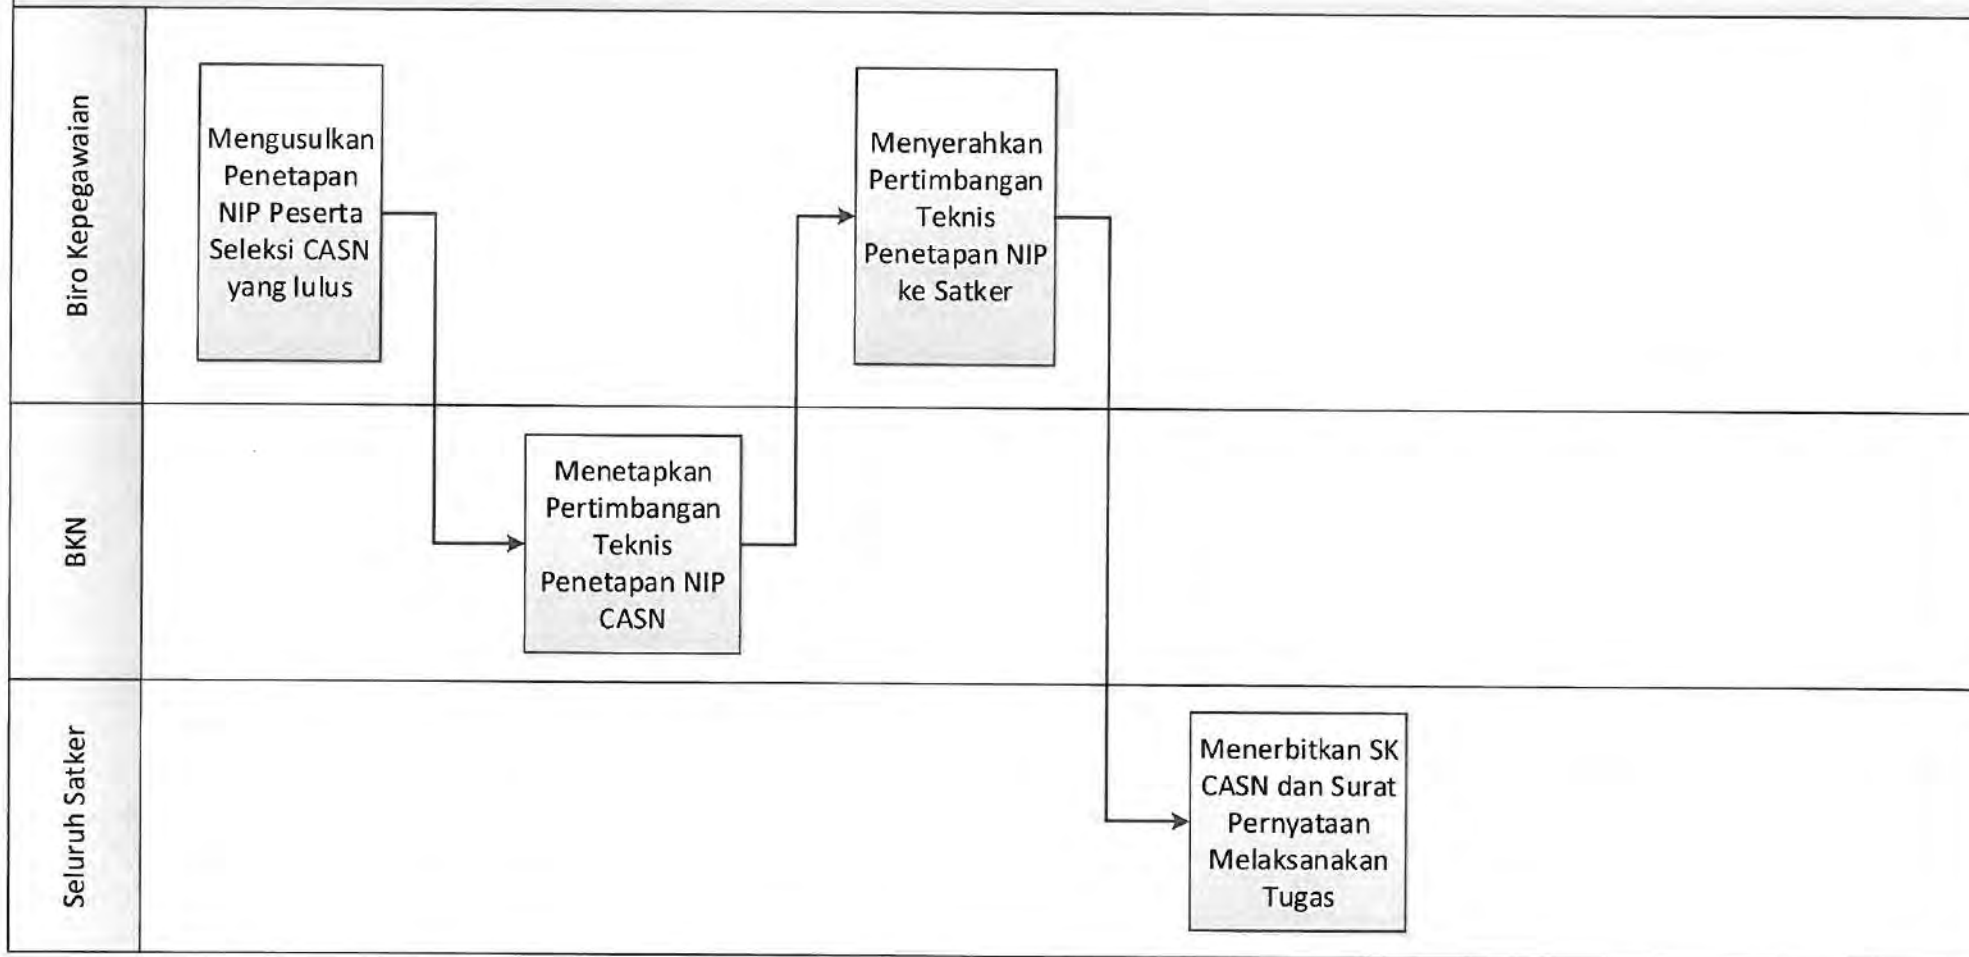 Biro Kepegawaian
Mengusulkan
Penetapan
NIP Peserta
Seleksi CASN
yang lulus
Menyerahkan
Pertimbangan
Teknis
Penetapan NIP
ke Satker
BKN
Menetapkan
Pertimbangan
Teknis
Penetapan NIP
CASN
Seluruh Satker
Menerbitkan SK
CASN dan Surat
Pernyataan
Melaksanakan
Tugas